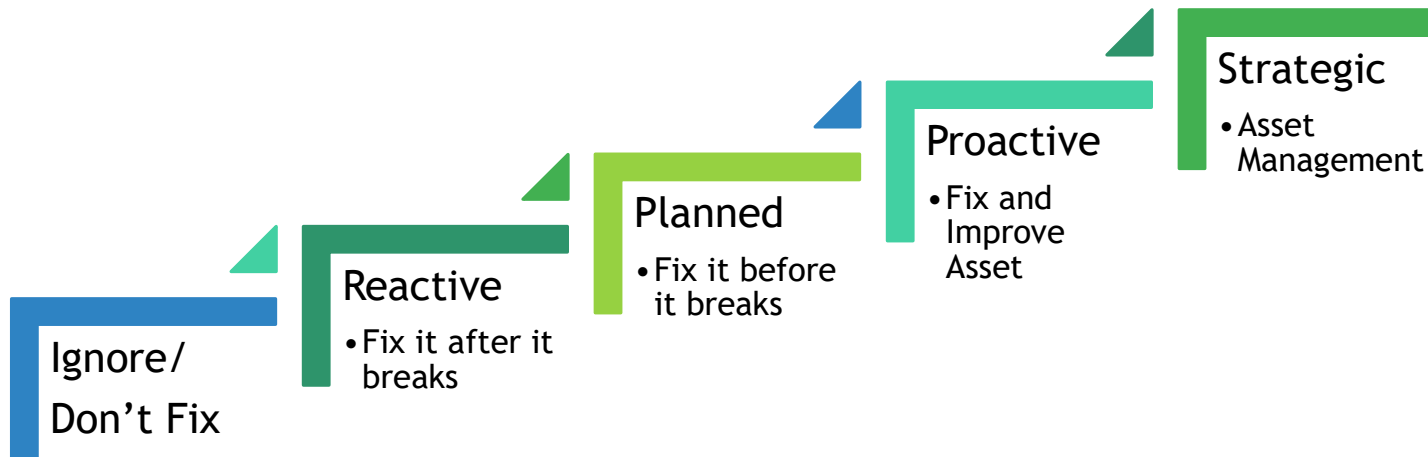 Ignore/
Don’t Fix
Reactive
•Fix it after it
breaks
Planned
•Fix it before
it breaks
Proactive
•Fix and
Improve
Asset
Strategic
•Asset
Management